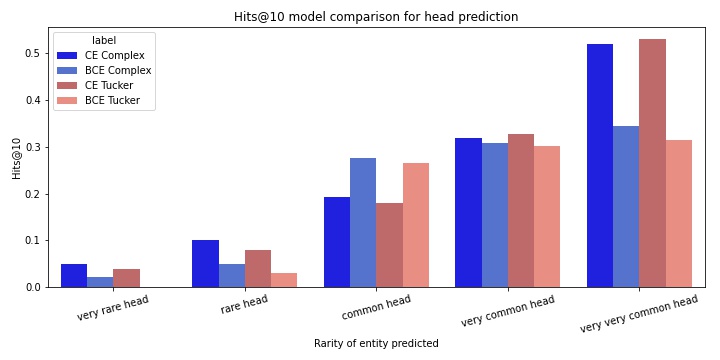 Hits@10 model comparison for head prediction
label
CE Complex
BCE Complex
CE Tucker
BCE Tucker
Hits@10
0.5
0.4
0.3
0.2
0.1
0.0
very rare head
rare head
common head
very common head
very very common head
Rarity of entity predicted